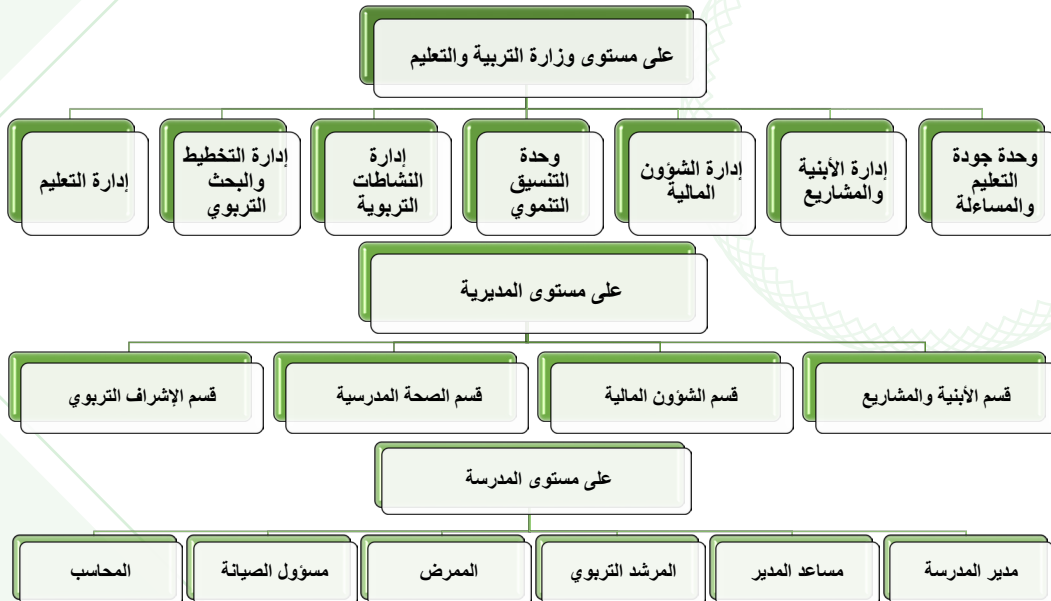 على مستوى وزارة التربية والتعليم
وحدة جودة
التعليم
والمساءلة
إدارة الأبنية
والمشاريع
إدارة الشؤون
المالية
وحدة
التنسيق
التنموي
إدارة
النشاطات
التربوية
إدارة التخطيط
والبحث
التربوي
إدارة التعليم
على مستوى المديرية
قسم الأبنية والمشاريع
قسم الشؤون المالية
قسم الصحة المدرسية
قسم الإشراف التربوي
على مستوى المدرسة
مدير المدرسة
مساعد المدير
المرشد التربوي
الممرض
مسؤول الصيانة
المحاسب